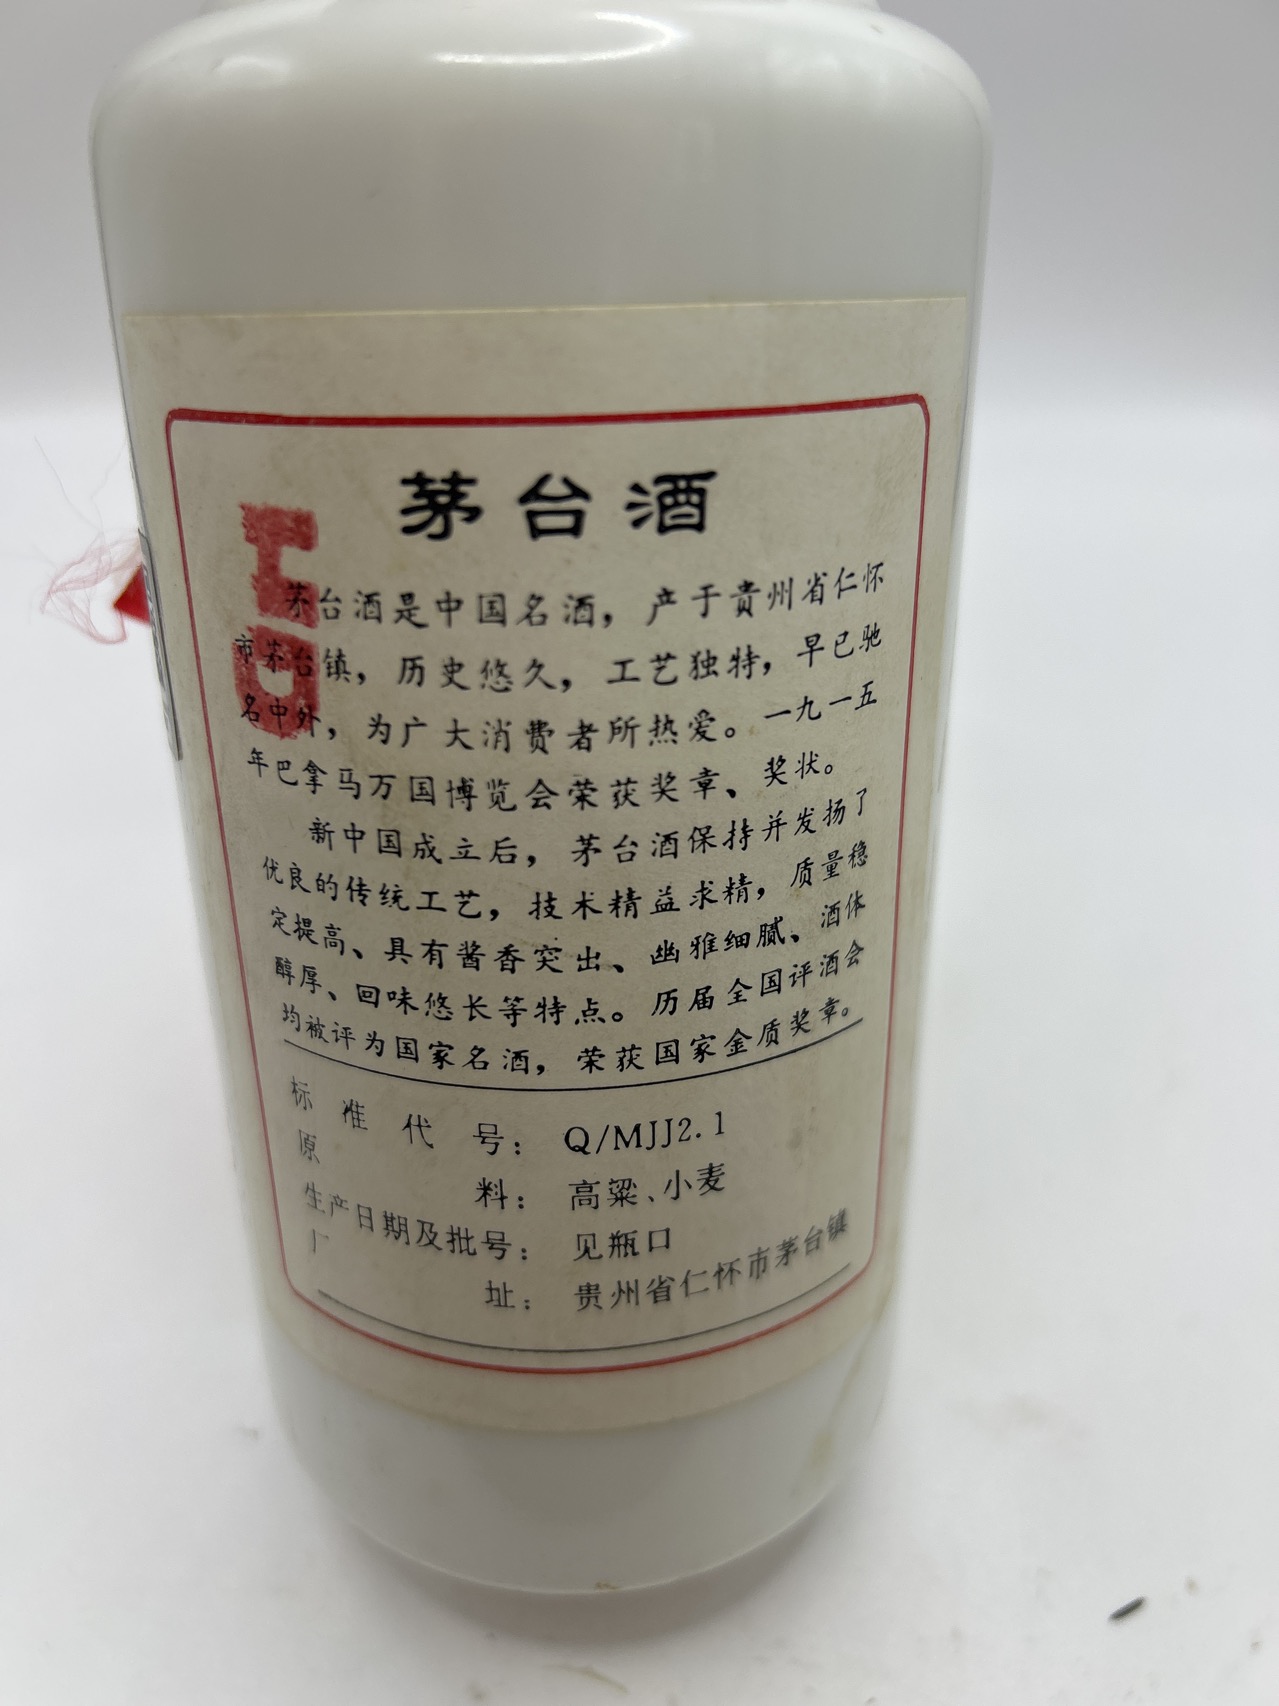 茅台酒
茅台酒是中国名酒，产于贵州省仁怀
市茅台镇，历史悠久，工艺独特，早已驰
名中外，为广大消费者所热爱。一九一五
年巴拿马万国博览会荣获奖章、奖状。
新中国成立后，茅台酒保持并发扬了
优良的传统工艺，技术精益求精，质量稳
定提高、具有酱香突出、幽雅细腻、酒体
醇厚、回味悠长等特点。历届全国评酒会
均被评为国家名酒，荣获国家金质奖章。
标准代号：Q/MJJ2.1
原料：高粱、小麦
生产日期及批号：见瓶口
厂址：贵州省仁怀市茅台镇